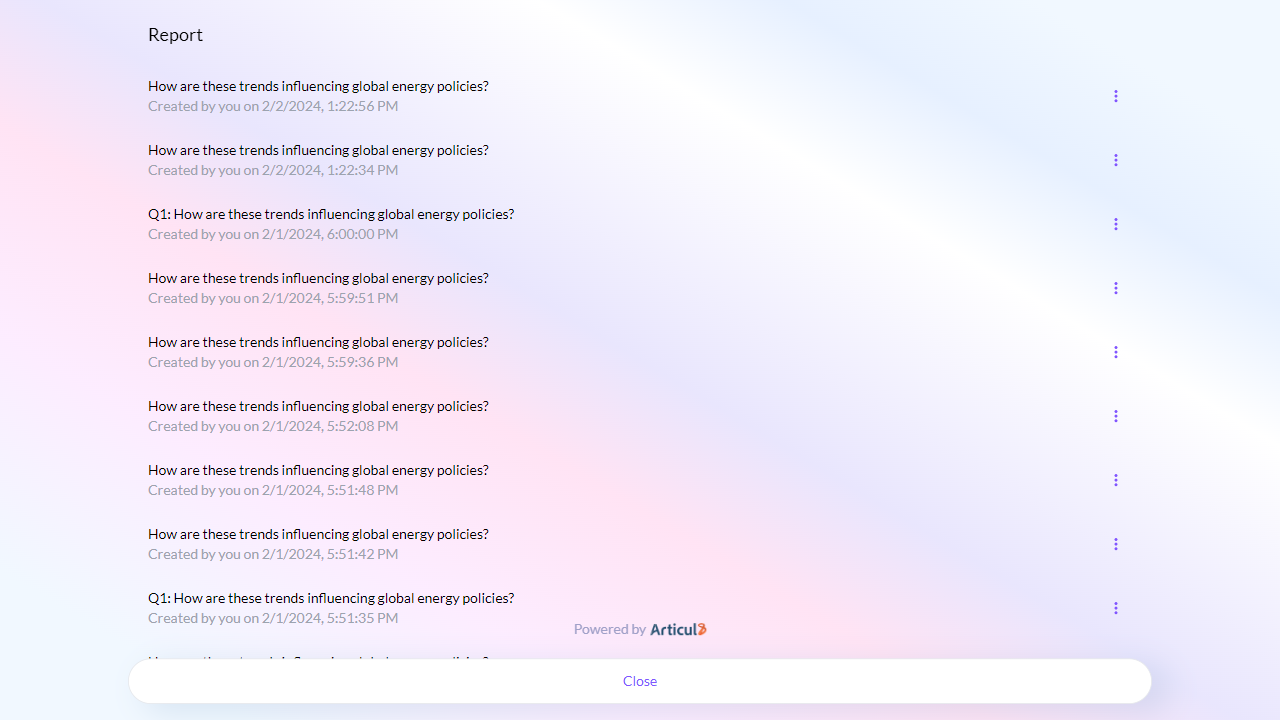 Report
How are these trends influencing global energy policies?
Created by you on 2/2/2024, 1:22:56 PM
How are these trends influencing global energy policies?
Created by you on 2/2/2024, 1:22:34 PM
Q1: How are these trends influencing global energy policies?
Created by you on 2/1/2024, 6:00:00 PM
How are these trends influencing global energy policies?
Created by you on 2/1/2024, 5:59:51 PM
How are these trends influencing global energy policies?
Created by you on 2/1/2024, 5:59:36 PM
How are these trends influencing global energy policies?
Created by you on 2/1/2024, 5:52:08 PM
How are these trends influencing global energy policies?
Created by you on 2/1/2024, 5:51:48 PM
How are these trends influencing global energy policies?
Created by you on 2/1/2024, 5:51:42 PM
Q1: How are these trends influencing global energy policies?
Created by you on 2/1/2024, 5:51:35 PM
Powered by Articul8
Close